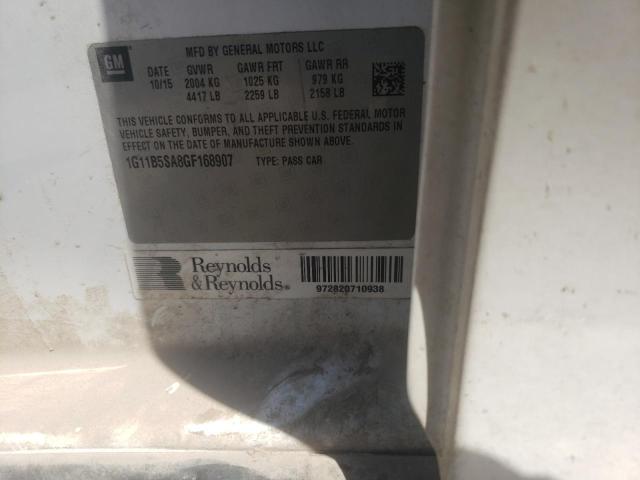 GM
MFD BY GENERAL MOTORS LLC
DATE GVWR GAWR FRT GAWR RR
10/15 2004 KG 1025 KG 979 KG
4417 LB 2259 LB 2158 LB
THIS VEHICLE CONFORMS TO ALL APPLICABLE U.S. FEDERAL MOTOR
VEHICLE SAFETY, BUMPER, AND THEFT PREVENTION STANDARDS IN
EFFECT ON THE DATE OF MANUFACTURE SHOWN ABOVE.
1G11B5SA8GF168907 TYPE: PASS CAR
Reynolds
&Reynolds®
972820710938